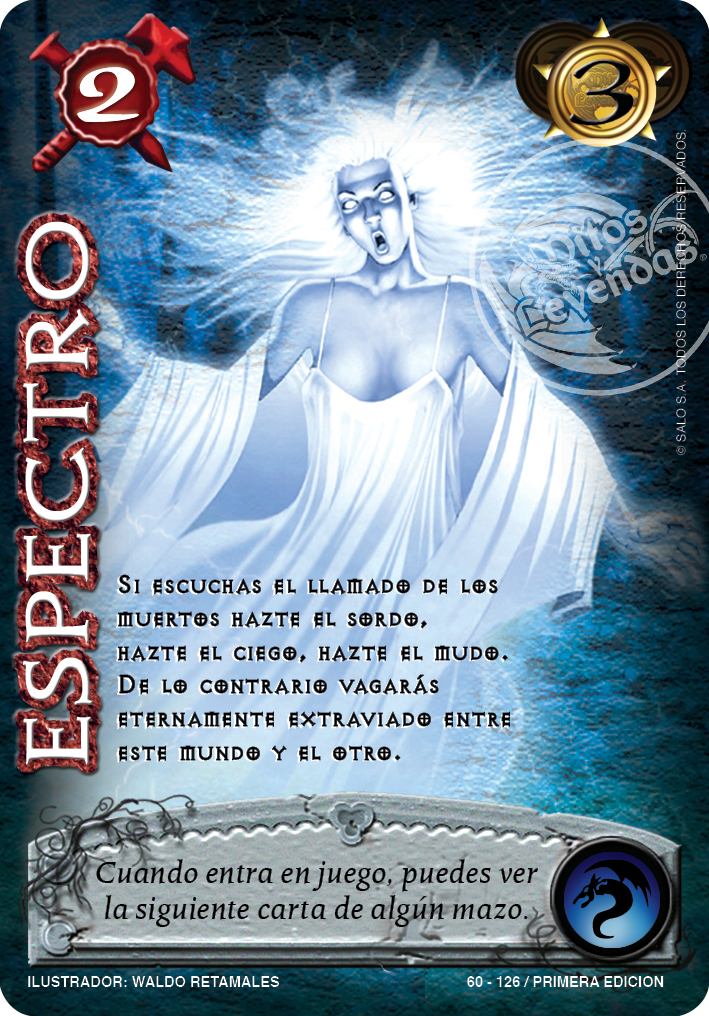 2
3
ESPECTRO
Mitos
y
Leyendas
®
© SALO S.A. TODOS LOS DERECHOS RESERVADOS.
Si escuchas el llamado de los
muertos hazte el sordo,
hazte el ciego, hazte el mudo.
De lo contrario vagarás
eternamente extraviado entre
este mundo y el otro.
Cuando entra en juego, puedes ver
la siguiente carta de algún mazo.
ILUSTRADOR: WALDO RETAMALES
60 - 126 / PRIMERA EDICION